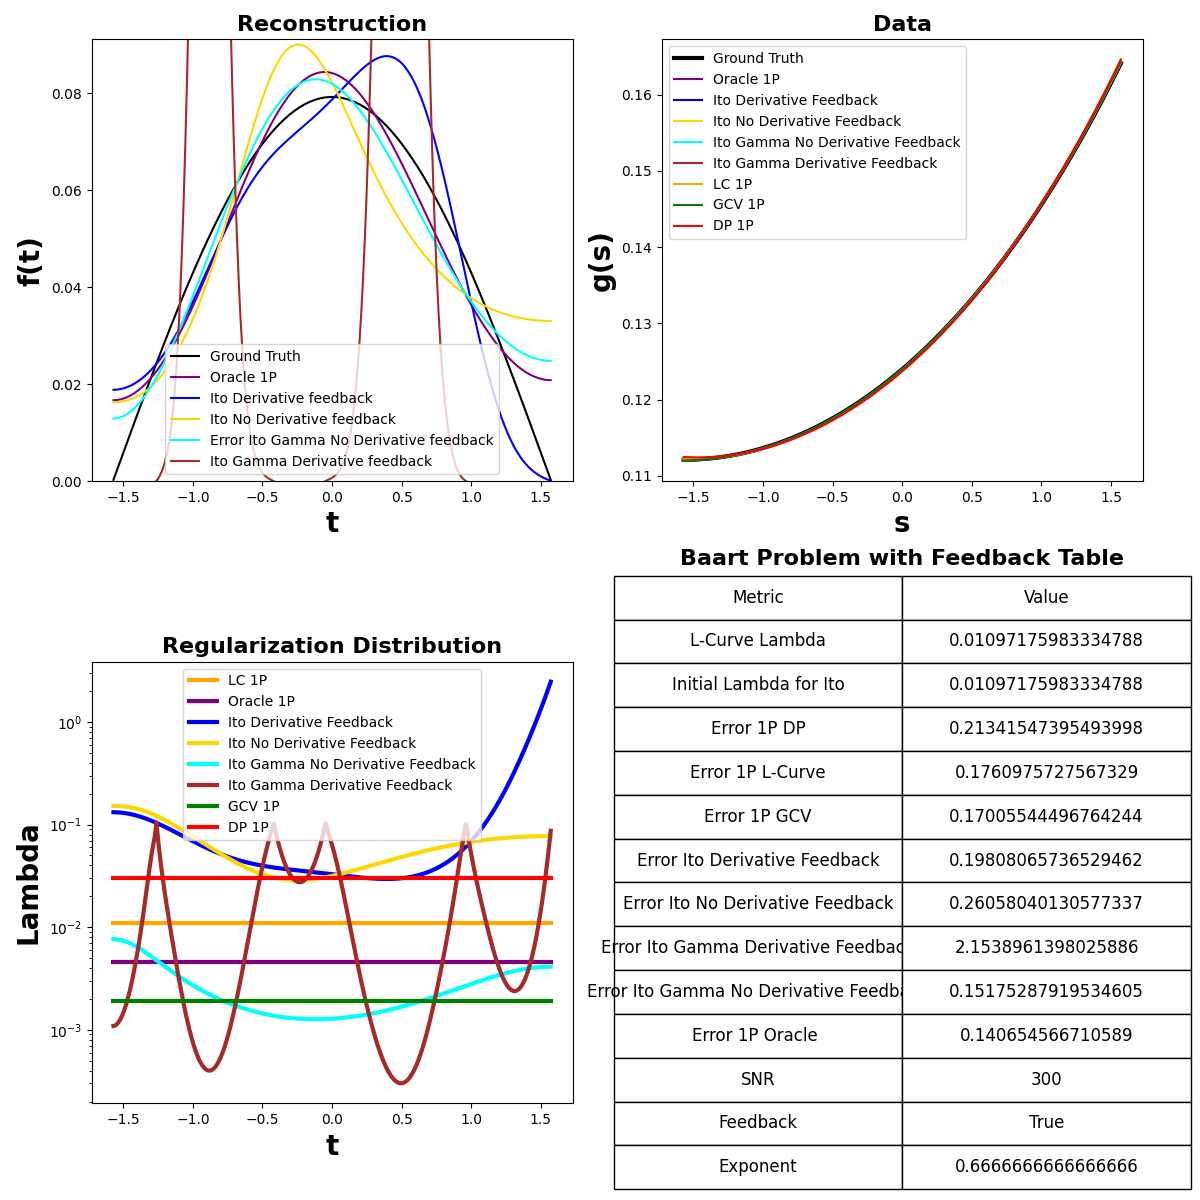 Reconstruction
f(t)
0.08
0.06
0.04
0.02
0.00
Ground Truth
Oracle 1P
Ito Derivative feedback
Ito No Derivative feedback
Error Ito Gamma No Derivative feedback
Ito Gamma Derivative feedback
−1.5 −1.0 −0.5 0.0 0.5 1.0 1.5
t
Data
g(s)
0.16
0.15
0.14
0.13
0.12
0.11
Ground Truth
Oracle 1P
Ito Derivative Feedback
Ito No Derivative Feedback
Ito Gamma No Derivative Feedback
Ito Gamma Derivative Feedback
LC 1P
GCV 1P
DP 1P
−1.5 −1.0 −0.5 0.0 0.5 1.0 1.5
s
Regularization Distribution
Lambda
10⁰
10⁻¹
10⁻²
10⁻³
LC 1P
Oracle 1P
Ito Derivative Feedback
Ito No Derivative Feedback
Ito Gamma No Derivative Feedback
Ito Gamma Derivative Feedback
GCV 1P
DP 1P
−1.5 −1.0 −0.5 0.0 0.5 1.0 1.5
t
Baart Problem with Feedback Table
Metric Value
L-Curve Lambda 0.01097175983334788
Initial Lambda for Ito 0.01097175983334788
Error 1P DP 0.21341547395493998
Error 1P L-Curve 0.1760975727567329
Error 1P GCV 0.17005544496764244
Error Ito Derivative Feedback 0.19808065736529462
Error Ito No Derivative Feedback 0.26058040130577337
Error Ito Gamma Derivative Feedbac 2.1538961398025886
Error Ito Gamma No Derivative Feedba 0.15175287919534605
Error 1P Oracle 0.140654566710589
SNR 300
Feedback True
Exponent 0.6666666666666666